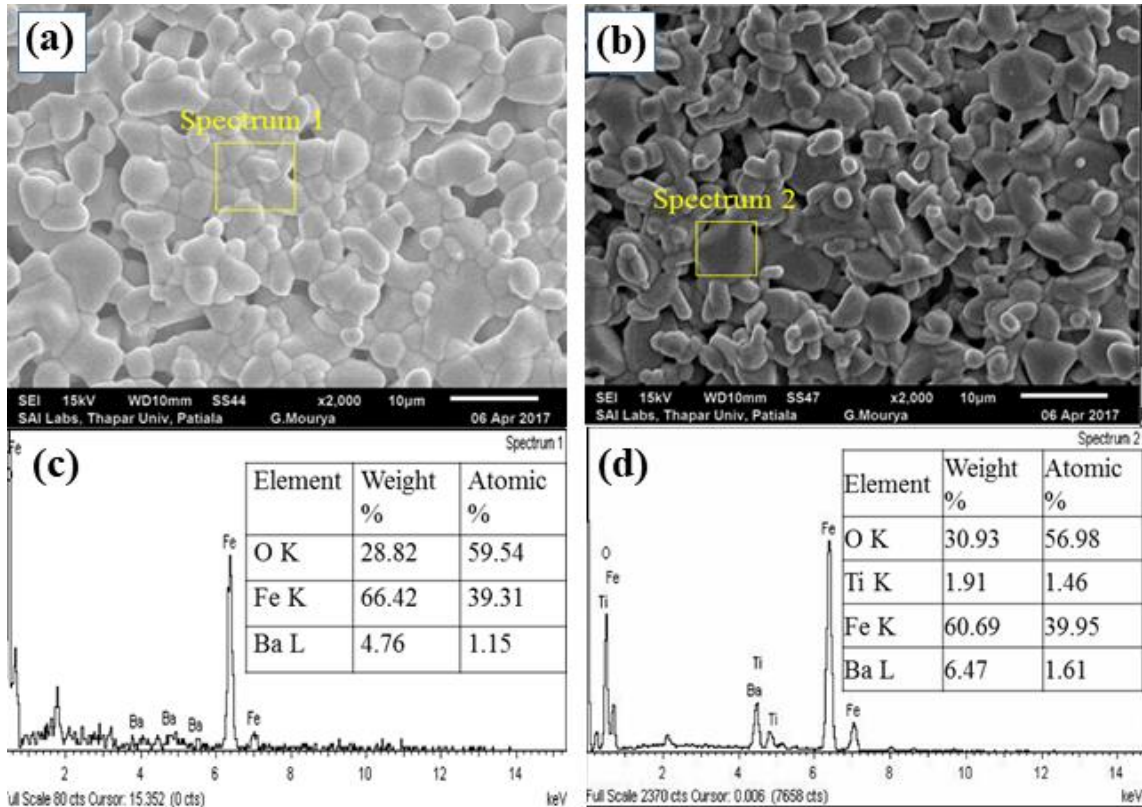 (a)
Spectrum 1
SEI 15kV WD10mm SS44 x2,000 10µm
SAI Labs, Thapar Univ, Patiala G.Mourya 06 Apr 2017
(b)
Spectrum 2
SEI 15kV WD10mm SS47 x2,000 10µm
SAI Labs, Thapar Univ, Patiala G.Mourya 06 Apr 2017
(c)
Spectrum 1
Element Weight % Atomic %
O K 28.82 59.54
Fe K 66.42 39.31
Ba L 4.76 1.15
Fe
Fe
Ba Ba Ba Fe
2 4 6 8 10 12 14
ull Scale 80 cts Cursor: 15.352 (0 cts) keV
(d)
Spectrum 2
Element Weight % Atomic %
O K 30.93 56.98
Ti K 1.91 1.46
Fe K 60.69 39.95
Ba L 6.47 1.61
Fe
O
Fe
Ti
Ti
Ba
Ti Fe
2 4 6 8 10 12 14
Full Scale 2370 cts Cursor: 0.006 (7658 cts) keV